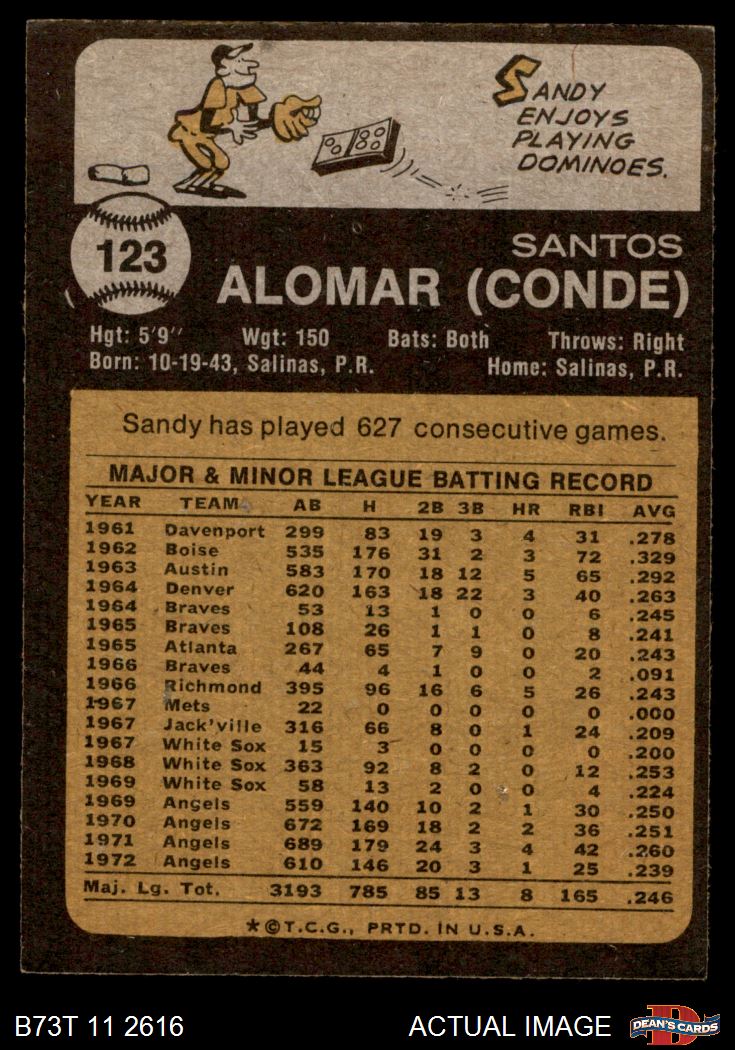 SANDY
ENJOYS
PLAYING
DOMINOES.
123
SANTOS
ALOMAR (CONDE)
Hgt: 5'9" Wgt: 150 Bats: Both Throws: Right
Born: 10-19-43, Salinas, P.R. Home: Salinas, P.R.
Sandy has played 627 consecutive games.
MAJOR & MINOR LEAGUE BATTING RECORD
YEAR TEAM AB H 2B 3B HR RBI AVG
1961 Davenport 299 83 19 3 4 31 .278
1962 Boise 535 176 31 2 3 72 .329
1963 Austin 583 170 18 12 5 65 .292
1964 Denver 620 163 18 22 3 40 .263
1964 Braves 53 13 1 0 0 6 .245
1965 Braves 108 26 1 1 0 8 .241
1965 Atlanta 267 65 7 9 0 20 .243
1966 Braves 44 4 1 0 0 2 .091
1966 Richmond 395 96 16 6 5 26 .243
1967 Mets 22 0 0 0 0 0 .000
1967 Jack'ville 316 66 8 0 1 24 .209
1967 White Sox 15 3 0 0 0 0 .200
1968 White Sox 363 92 8 2 0 12 .253
1969 White Sox 58 13 2 0 0 4 .224
1969 Angels 559 140 10 2 1 30 .250
1970 Angels 672 169 18 2 2 36 .251
1971 Angels 689 179 24 3 4 42 .260
1972 Angels 610 146 20 3 1 25 .239
Maj. Lg. Tot. 3193 785 85 13 8 165 .246
*©T.C.G., PRTD. IN U.S.A.
B73T 11 2616 ACTUAL IMAGE DEAN'S CARDS